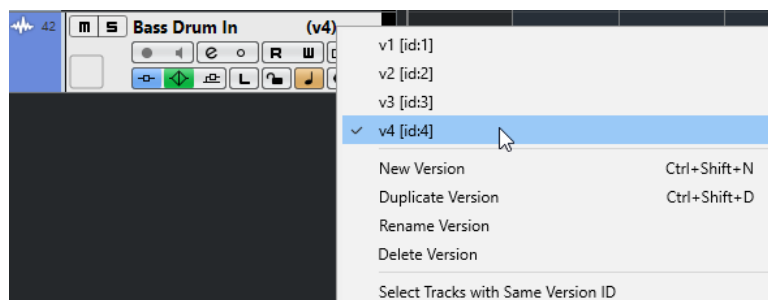 42 m S Bass Drum In (v4)
e R W
L
v1 [id:1]
v2 [id:2]
v3 [id:3]
v4 [id:4]
New Version Ctrl+Shift+N
Duplicate Version Ctrl+Shift+D
Rename Version
Delete Version
Select Tracks with Same Version ID